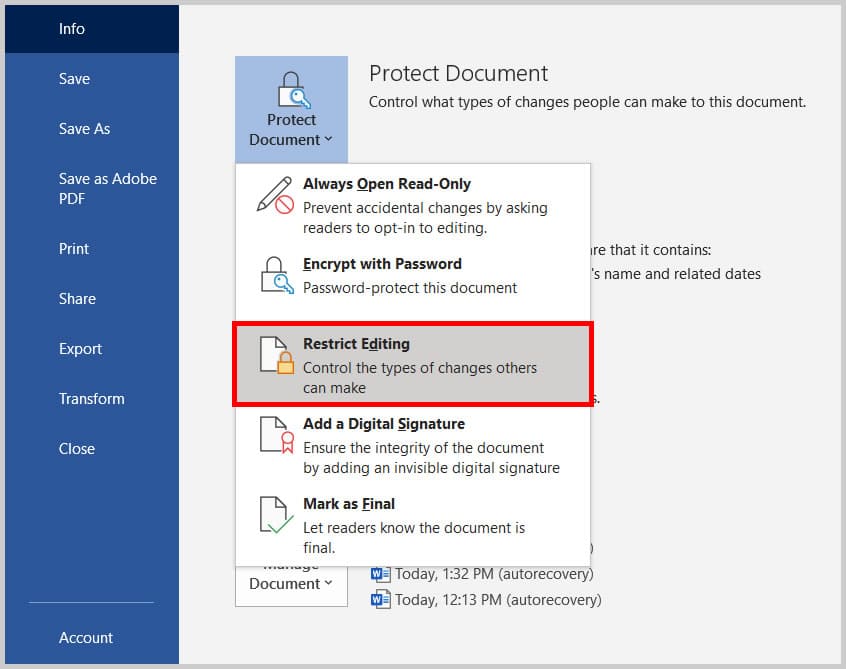 Info
Save
Save As
Save as Adobe
PDF
Print
Share
Export
Transform
Close
Account
Protect
Document
Protect Document
Control what types of changes people can make to this document.
Always Open Read-Only
Prevent accidental changes by asking
readers to opt-in to editing.
Encrypt with Password
Password-protect this document
Restrict Editing
Control the types of changes others
can make
Add a Digital Signature
Ensure the integrity of the document
by adding an invisible digital signature
Mark as Final
Let readers know the document is
final.
that it contains:
's name and related dates
Manage
Document
Today, 1:32 PM (autorecovery)
Today, 12:13 PM (autorecovery)